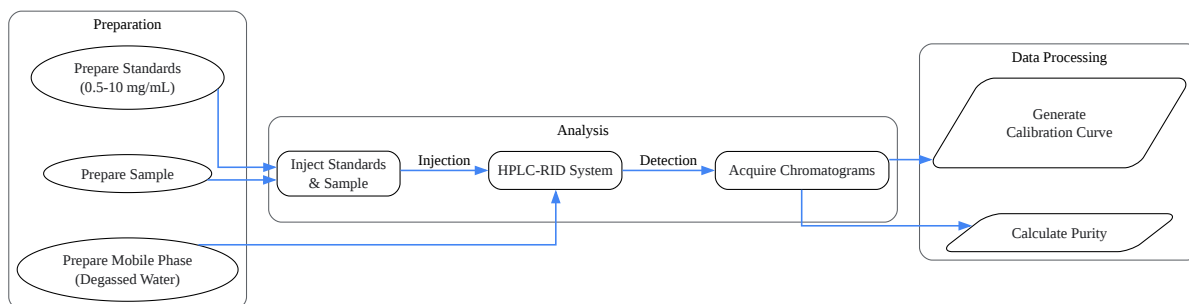 Preparation
Prepare Standards
(0.5-10 mg/mL)
Prepare Sample
Prepare Mobile Phase
(Degassed Water)
Analysis
Inject Standards
& Sample
Injection
HPLC-RID System
Detection
Acquire Chromatograms
Data Processing
Generate
Calibration Curve
Calculate Purity